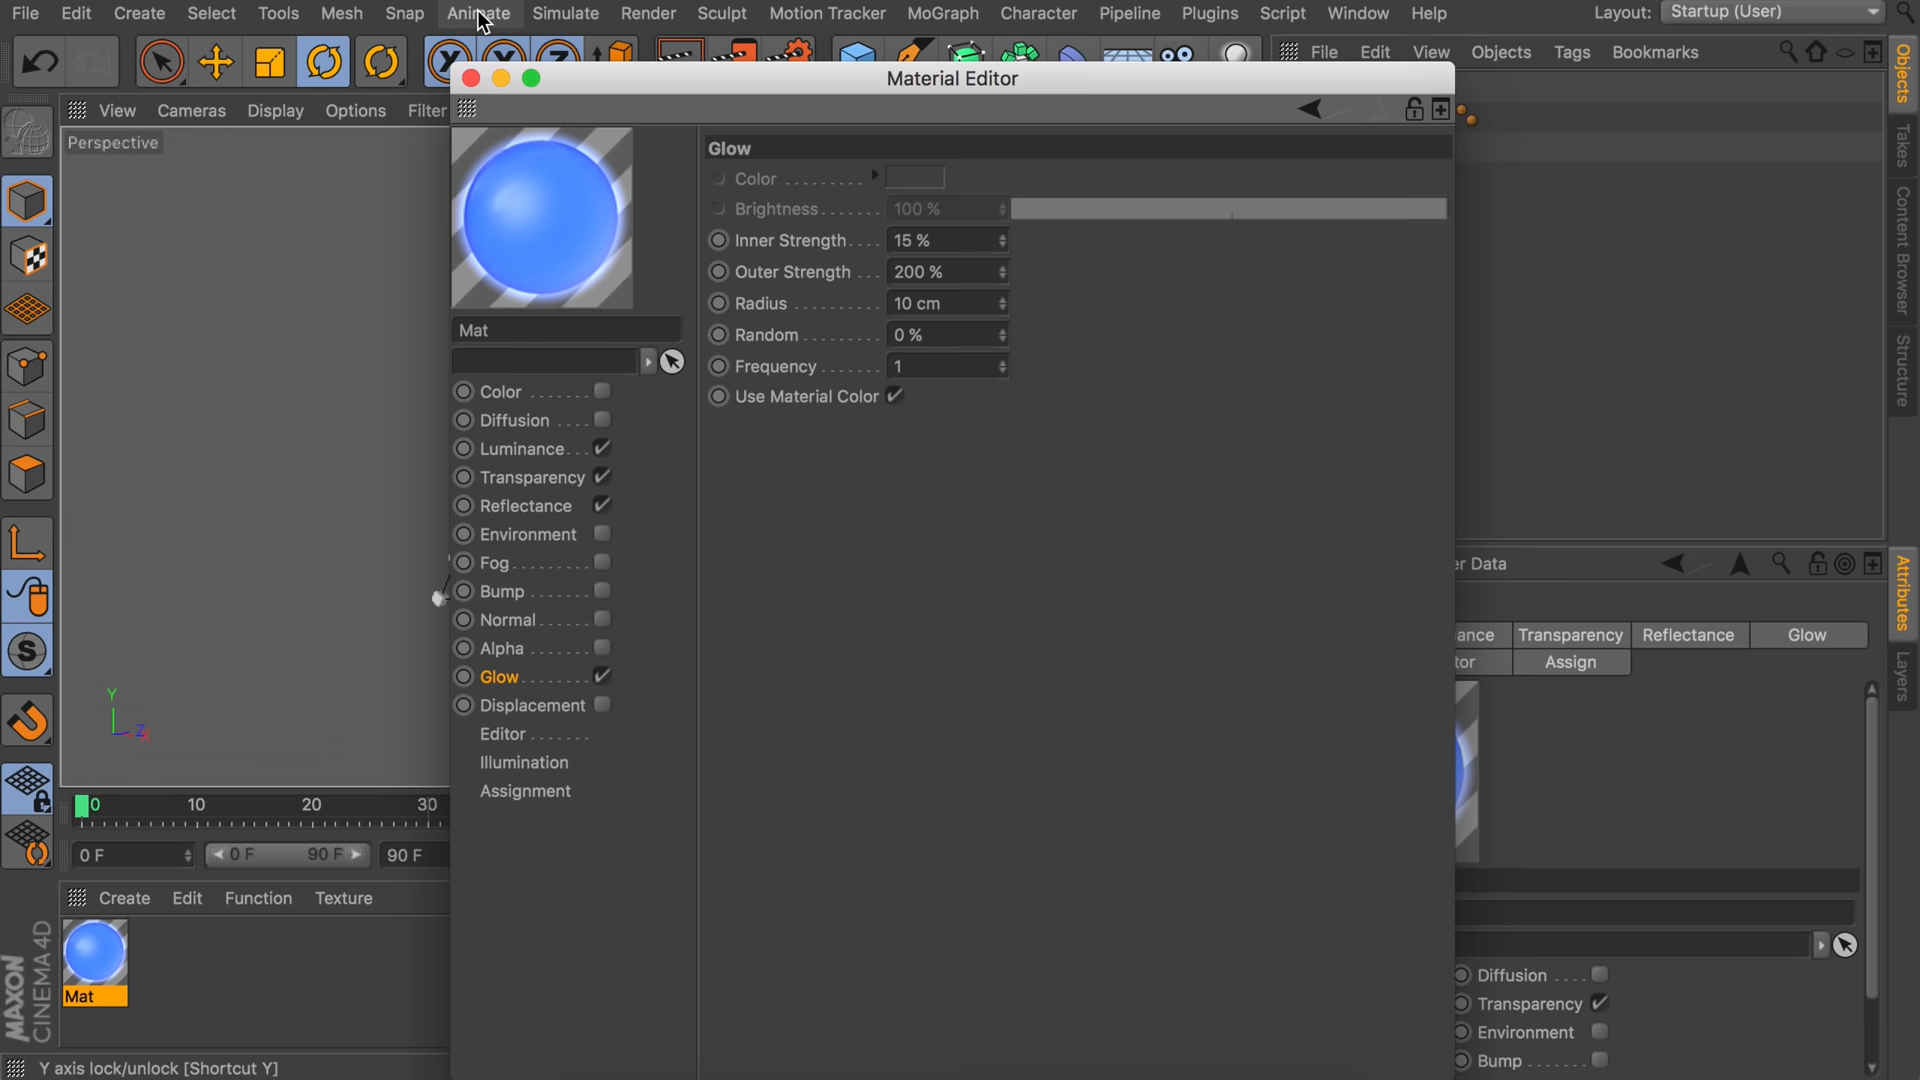 File Edit Create Select Tools Mesh Snap Animate Simulate Render Sculpt Motion Tracker MoGraph Character Pipeline Plugins Script Window Help Layout: Startup (User)
File Edit View Objects Tags Bookmarks
Material Editor
View Cameras Display Options Filter
Perspective
Glow
Color
Brightness 100 %
Inner Strength 15 %
Outer Strength 200 %
Radius 10 cm
Random 0 %
Frequency 1
Use Material Color
Mat
Color
Diffusion
Luminance
Transparency
Reflectance
Environment
Fog
Bump
Normal
Alpha
Glow
Displacement
Editor
Illumination
Assignment
Y
Z
0 10 20 30
0 F 0 F 90 F 90 F
Create Edit Function Texture
Mat
MAXON
CINEMA 4D
Y axis lock/unlock [Shortcut Y]
Objects
Takes
Content Browser
Structure
er Data
Attributes
Layers
ance Transparency Reflectance Glow
tor Assign
Diffusion
Transparency
Environment
Bump